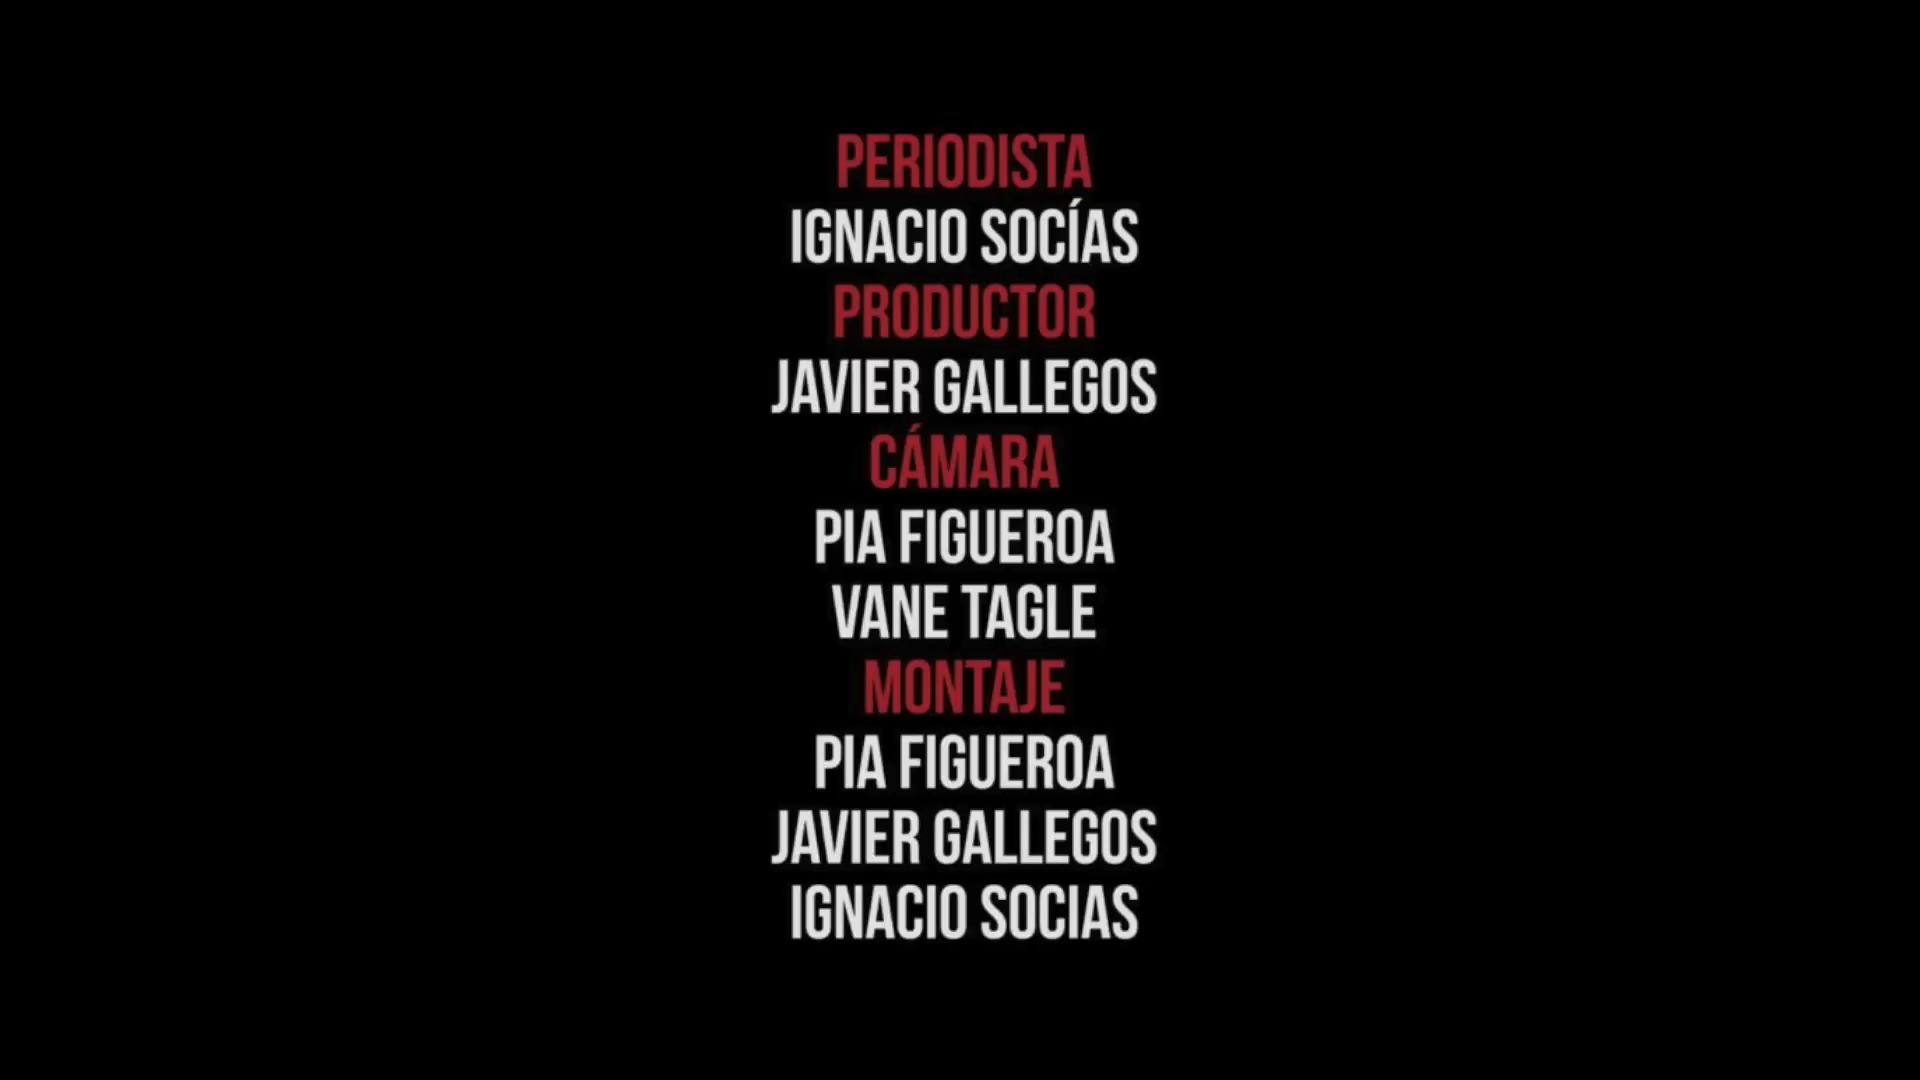 PERIODISTA
IGNACIO SOCÍAS
PRODUCTOR
JAVIER GALLEGOS
CÁMARA
PIA FIGUEROA
VANE TAGLE
MONTAJE
PIA FIGUEROA
JAVIER GALLEGOS
IGNACIO SOCIAS